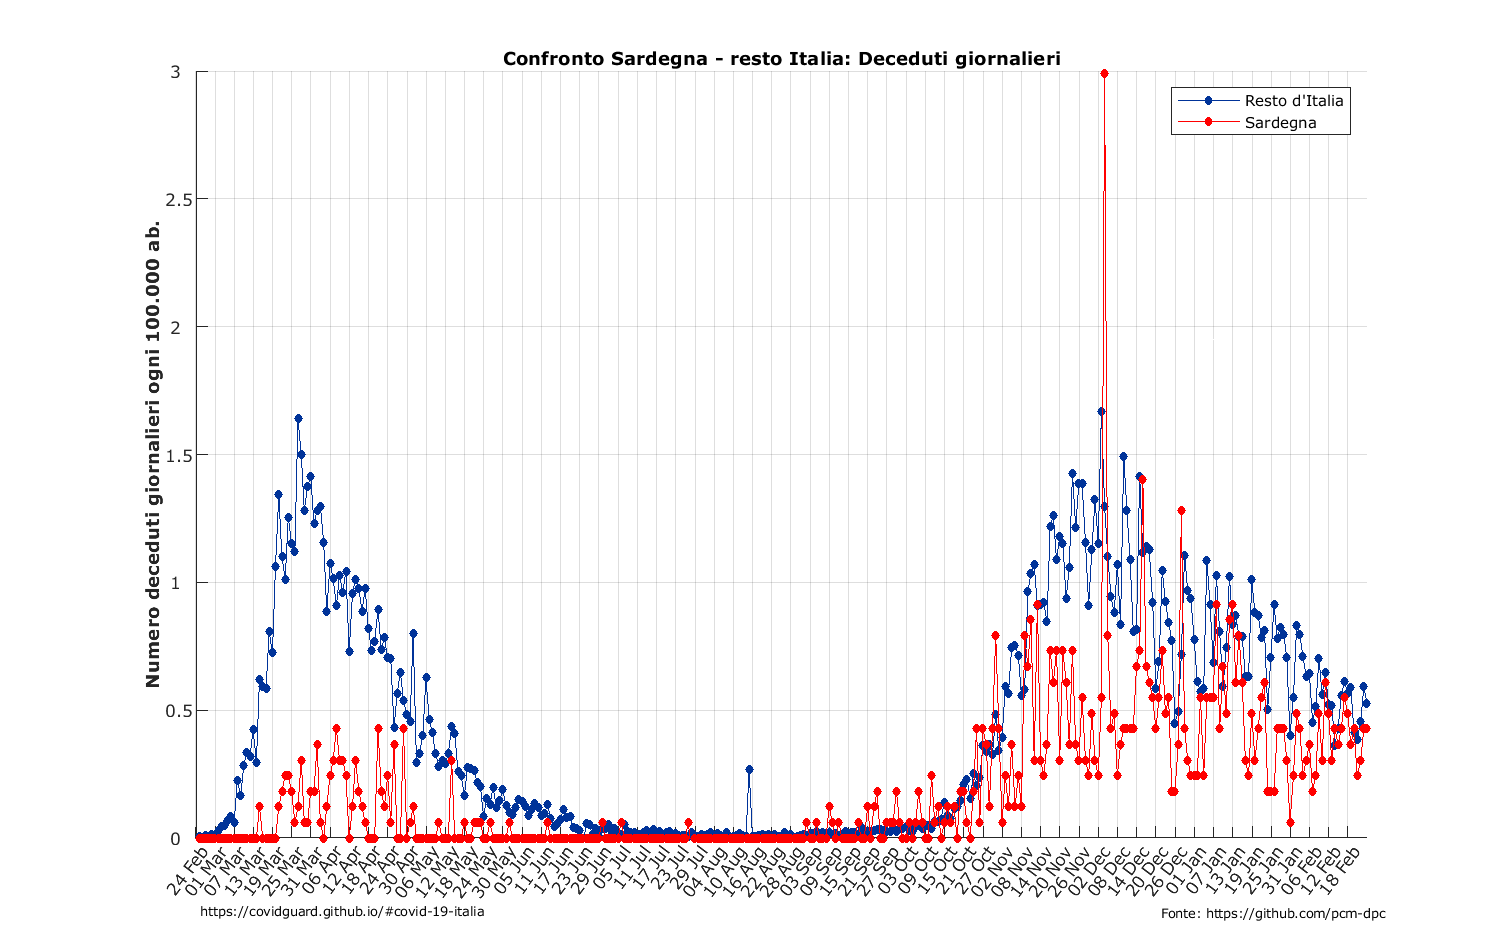 Confronto Sardegna - resto Italia: Deceduti giornalieri
Resto d'Italia
Sardegna
Numero deceduti giornalieri ogni 100.000 ab.
3
2.5
2
1.5
1
0.5
0
24 Feb
01 Mar
07 Mar
13 Mar
19 Mar
25 Mar
31 Mar
06 Apr
12 Apr
18 Apr
24 Apr
30 Apr
06 May
12 May
18 May
24 May
30 May
05 Jun
11 Jun
17 Jun
23 Jun
29 Jun
05 Jul
11 Jul
17 Jul
23 Jul
29 Jul
04 Aug
10 Aug
16 Aug
22 Aug
28 Aug
03 Sep
09 Sep
15 Sep
21 Sep
27 Sep
03 Oct
09 Oct
15 Oct
21 Oct
27 Oct
02 Nov
08 Nov
14 Nov
20 Nov
26 Nov
02 Dec
08 Dec
14 Dec
20 Dec
26 Dec
01 Jan
07 Jan
13 Jan
19 Jan
25 Jan
31 Jan
06 Feb
12 Feb
18 Feb
https://covidguard.github.io/#covid-19-italia
Fonte: https://github.com/pcm-dpc